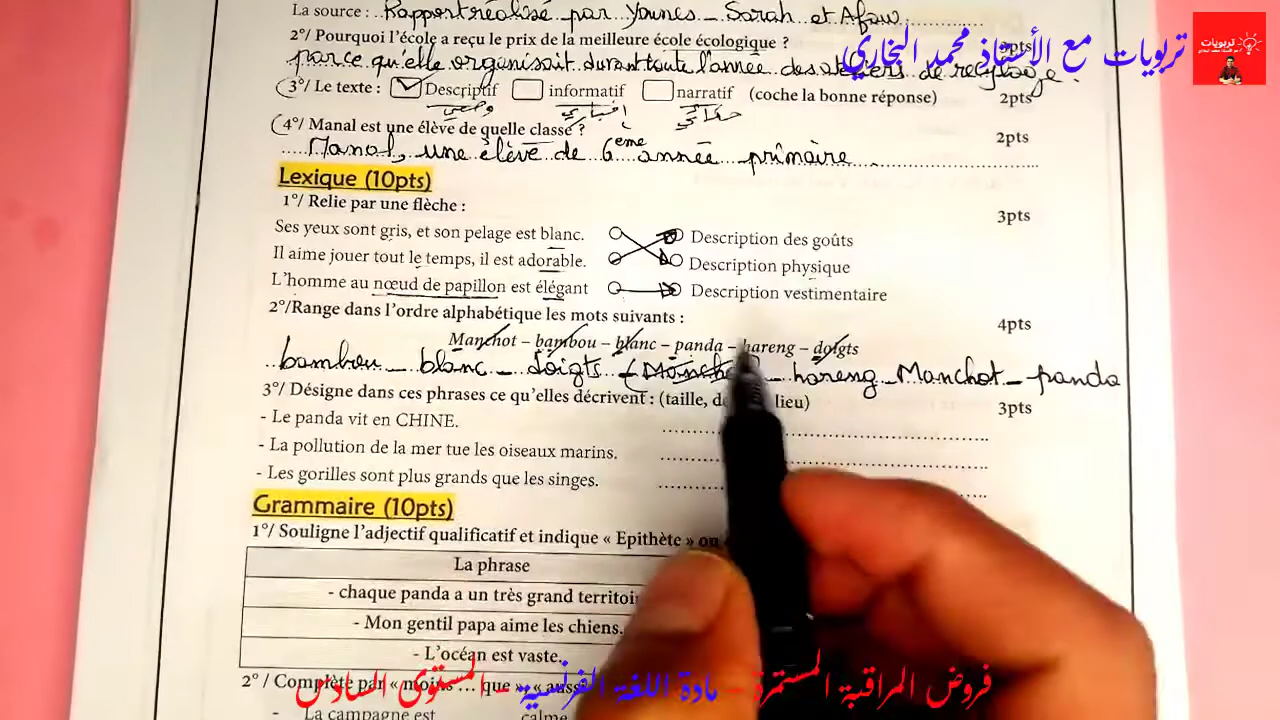 La source : Rapport réalisé par Younes - Sarah et
تربويات مع الأستاذ محمد البخاري
تربويات
2°/ Pourquoi l'école a reçu le prix de la meilleure école écologique ?
parce qu'elle organisait durant toute l'année des ateliers de recyclage.
3°/ Le texte : Descriptif informatif narratif (coche la bonne réponse) 2pts
وصفي إخباري حكائي
4°/ Manal est une élève de quelle classe ? 2pts
Manal, une élève de 6ème année primaire.
Lexique (10pts)
1°/ Relie par une flèche : 3pts
Ses yeux sont gris, et son pelage est blanc. Description des goûts
Il aime jouer tout le temps, il est adorable. Description physique
L'homme au nœud de papillon est élégant Description vestimentaire
2°/Range dans l'ordre alphabétique les mots suivants : 4pts
Manchot – bambou – blanc – panda – hareng – doigts
bambou - blanc - doigts - hareng - Manchot - panda
3°/ Désigne dans ces phrases ce qu'elles décrivent : (taille, lieu) 3pts
- Le panda vit en CHINE.
- La pollution de la mer tue les oiseaux marins.
- Les gorilles sont plus grands que les singes.
Grammaire (10pts)
1°/ Souligne l'adjectif qualificatif et indique « Epithète »
La phrase
- chaque panda a un très grand
- Mon gentil papa aime les chiens.
- L'océan est vaste.
2° / Complète par « moins ... que »
فروض المراقبة المستمرة - مادة اللغة الفرنسية - المستوى السادس
- La campagne est calme